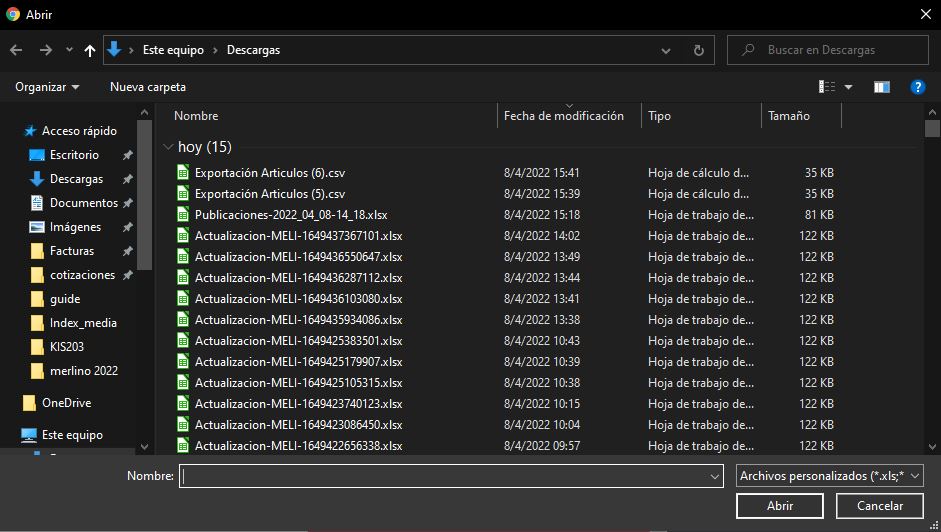 Abrir
Este equipo > Descargas
Buscar en Descargas
Organizar
Nueva carpeta
Nombre Fecha de modificación Tipo Tamaño
Acceso rápido
Escritorio
Descargas
Documentos
Imágenes
Facturas
cotizaciones
guide
Index_media
KIS203
merlino 2022
OneDrive
Este equipo
hoy (15)
Exportación Articulos (6).csv 8/4/2022 15:41 Hoja de cálculo d... 35 KB
Exportación Articulos (5).csv 8/4/2022 15:39 Hoja de cálculo d... 35 KB
Publicaciones-2022_04_08-14_18.xlsx 8/4/2022 15:18 Hoja de trabajo de... 81 KB
Actualizacion-MELI-1649437367101.xlsx 8/4/2022 14:02 Hoja de trabajo de... 122 KB
Actualizacion-MELI-1649436550647.xlsx 8/4/2022 13:49 Hoja de trabajo de... 122 KB
Actualizacion-MELI-1649436287112.xlsx 8/4/2022 13:44 Hoja de trabajo de... 122 KB
Actualizacion-MELI-1649436103080.xlsx 8/4/2022 13:41 Hoja de trabajo de... 122 KB
Actualizacion-MELI-1649435934086.xlsx 8/4/2022 13:38 Hoja de trabajo de... 122 KB
Actualizacion-MELI-1649425383501.xlsx 8/4/2022 10:43 Hoja de trabajo de... 122 KB
Actualizacion-MELI-1649425179907.xlsx 8/4/2022 10:39 Hoja de trabajo de... 122 KB
Actualizacion-MELI-1649425105315.xlsx 8/4/2022 10:38 Hoja de trabajo de... 122 KB
Actualizacion-MELI-1649423740123.xlsx 8/4/2022 10:15 Hoja de trabajo de... 122 KB
Actualizacion-MELI-1649423086450.xlsx 8/4/2022 10:04 Hoja de trabajo de... 122 KB
Actualizacion-MELI-1649422656338.xlsx 8/4/2022 09:57 Hoja de trabajo de... 122 KB
Nombre:
Archivos personalizados (*.xls;*
Abrir
Cancelar